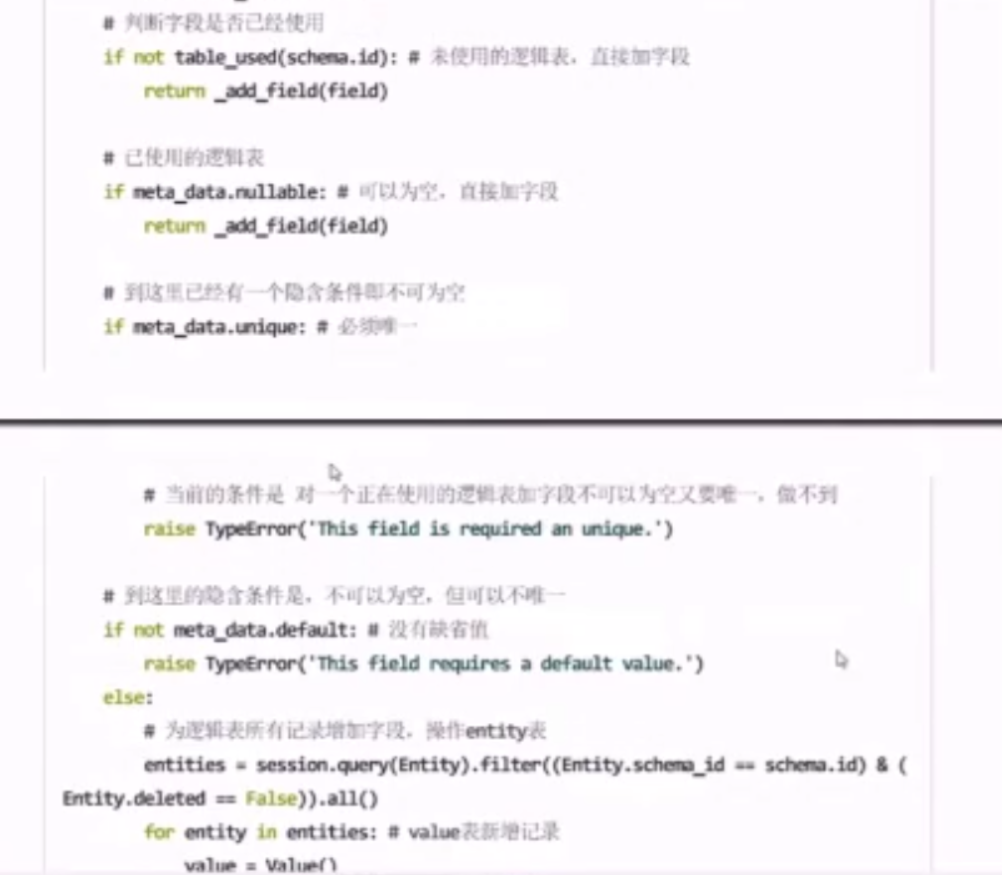 # 判断字段是否已经使用
if not table_used(schema.id): # 未使用的逻辑表，直接加字段
return _add_field(field)
# 已使用的逻辑表
if meta_data.nullable: # 可以为空，直接加字段
return _add_field(field)
# 到这里已经有一个隐含条件即不可为空
if meta_data.unique: # 必须唯一
# 当前的条件是 对一个正在使用的逻辑表加字段不可以为空又要唯一，做不到
raise TypeError('This field is required an unique.')
# 到这里的隐含条件是，不可以为空，但可以不唯一
if not meta_data.default: # 没有缺省值
raise TypeError('This field requires a default value.')
else:
# 为逻辑表所有记录增加字段，操作entity表
entities = session.query(Entity).filter((Entity.schema_id == schema.id) & (
Entity.deleted == False)).all()
for entity in entities: # value表新增记录
value = Value()